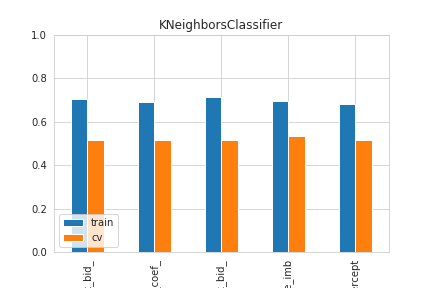 KNeighborsClassifier
1.0
0.8
0.6
0.4
0.2
0.0
train
cv
_bid_
coef_
_bid_
e_imb
ercept